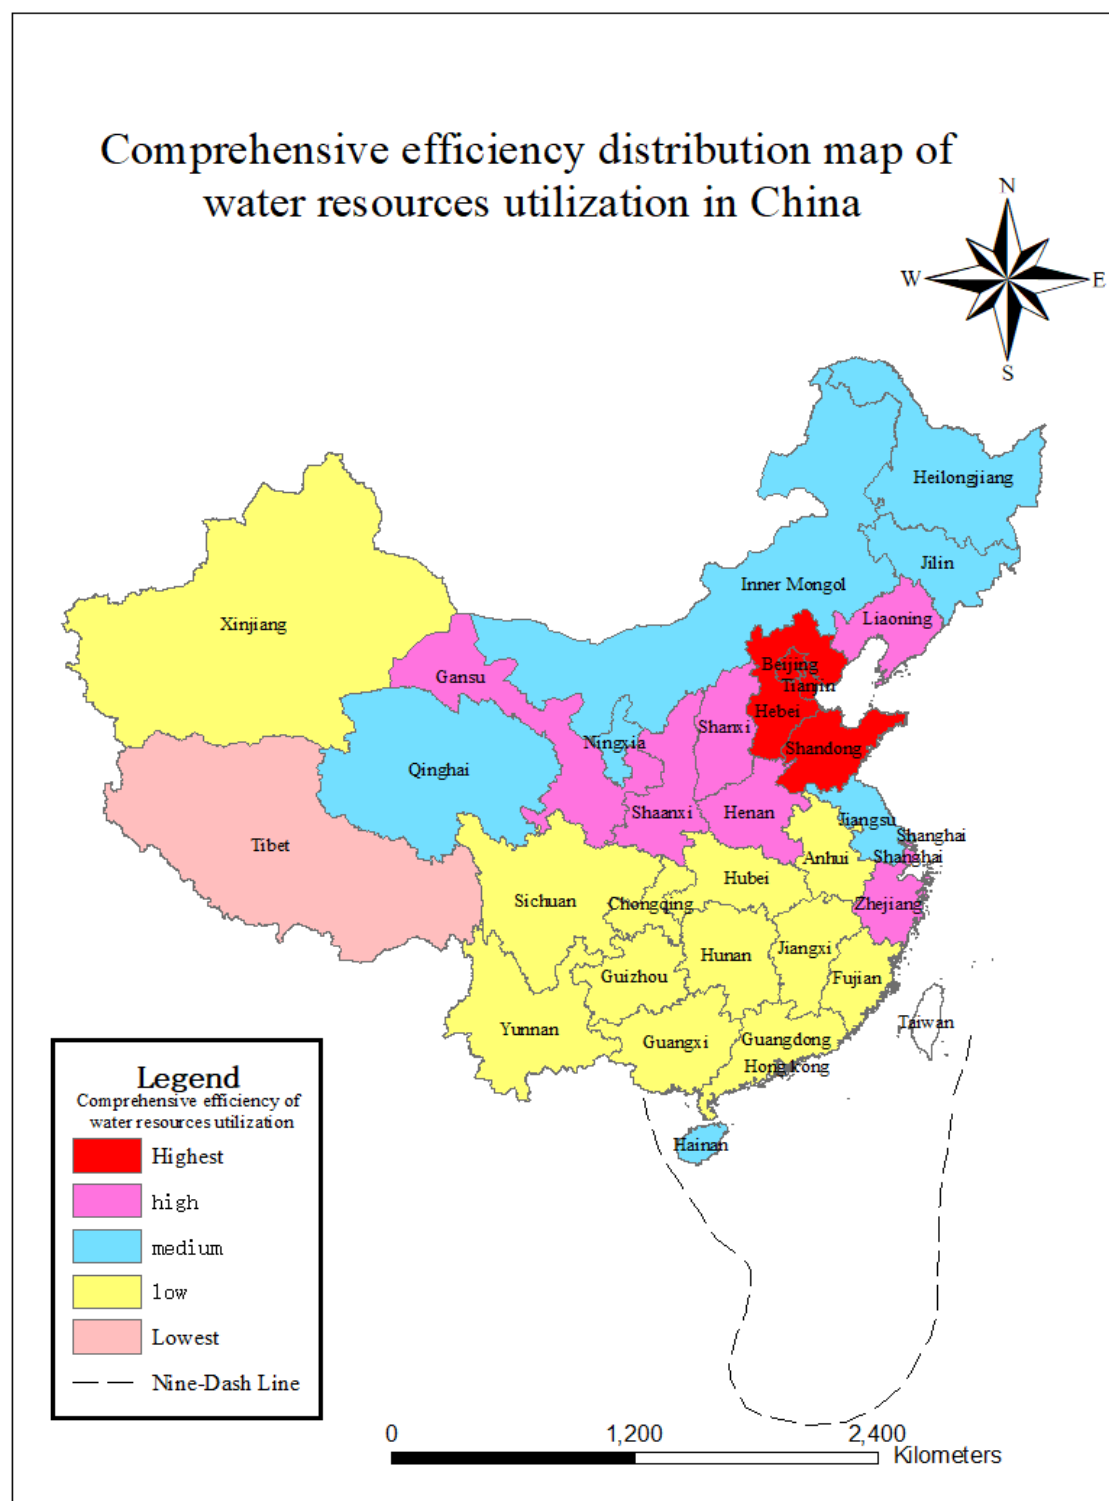 Comprehensive efficiency distribution map of
water resources utilization in China
N
W
E
S
Heilongjiang
Jilin
Inner Mongol
Liaoning
Xinjiang
Beijing
Gansu
Tianjin
Hebei
Shanxi
Ningxia
Shandong
Qinghai
Shaanxi
Henan
Jiangsu
Shanghai
Tibet
Anhui
Shanghai
Hubei
Sichuan
Chongqing
Zhejiang
Hunan
Jiangxi
Guizhou
Fujian
Taiwan
Yunnan
Guangxi
Guangdong
Hong kong
Hainan
Legend
Comprehensive efficiency of
water resources utilization
Highest
high
medium
low
Lowest
Nine-Dash Line
0
1,200
2,400
Kilometers